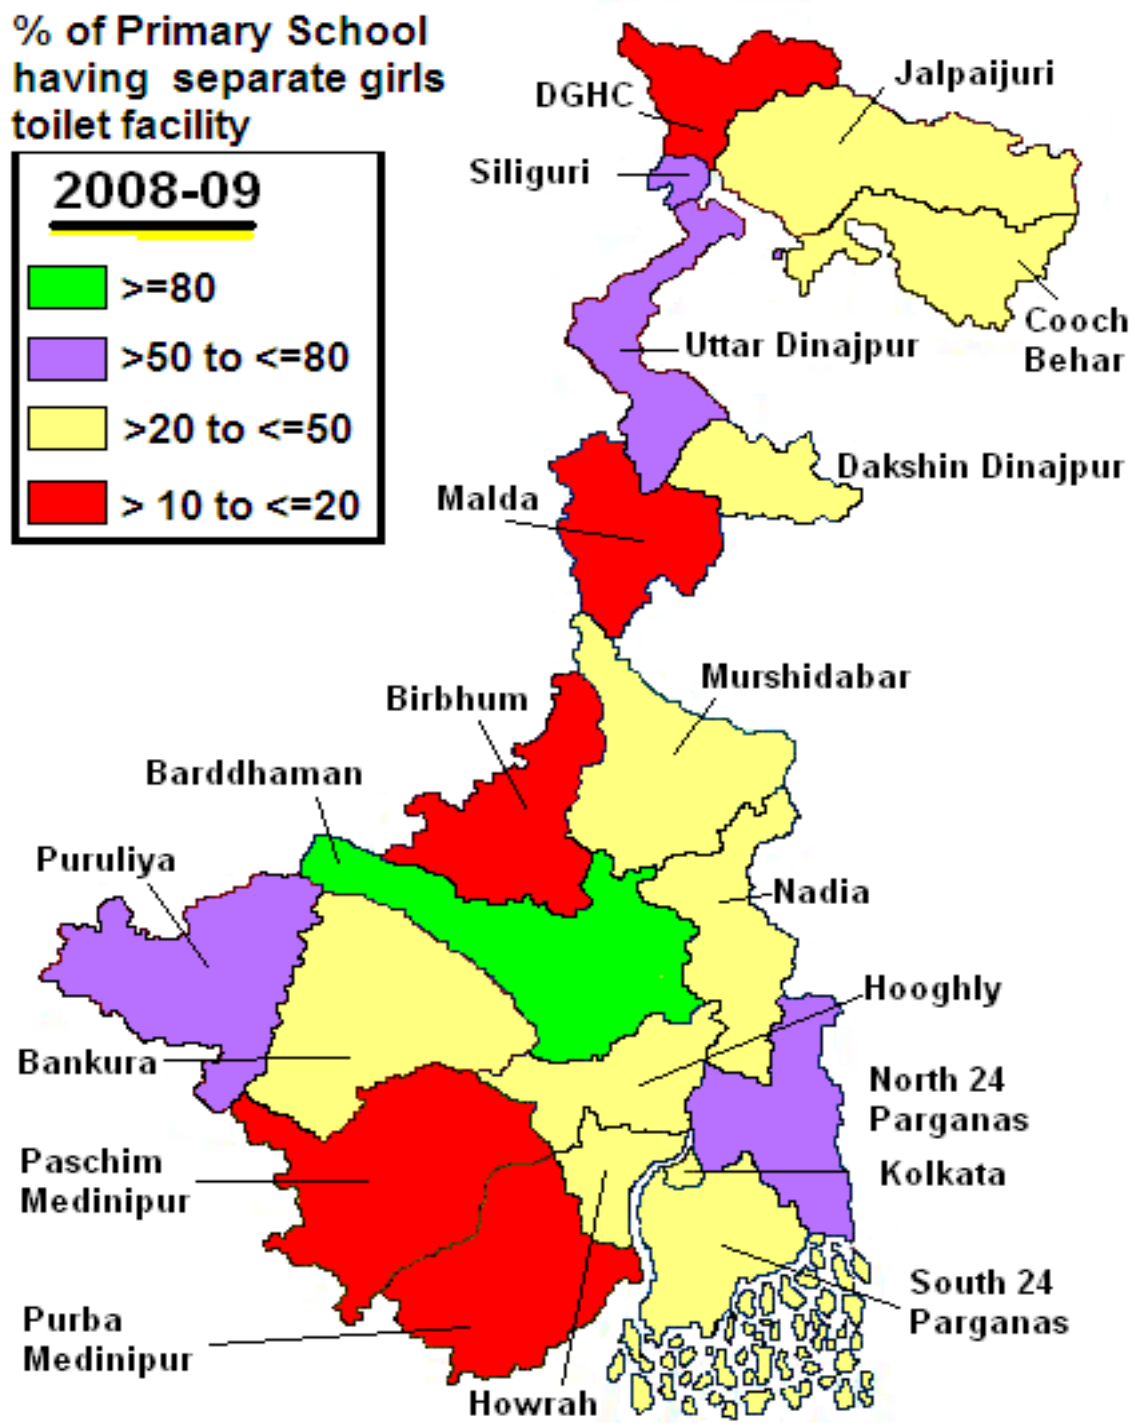 % of Primary School
having separate girls
toilet facility
2008-09
>=80
>50 to <=80
>20 to <=50
> 10 to <=20
DGHC
Jalpaijuri
Siliguri
Cooch
Behar
Uttar Dinajpur
Dakshin Dinajpur
Malda
Murshidabar
Birbhum
Barddhaman
Puruliya
Nadia
Hooghly
Bankura
North 24
Parganas
Paschim
Medinipur
Kolkata
South 24
Parganas
Purba
Medinipur
Howrah